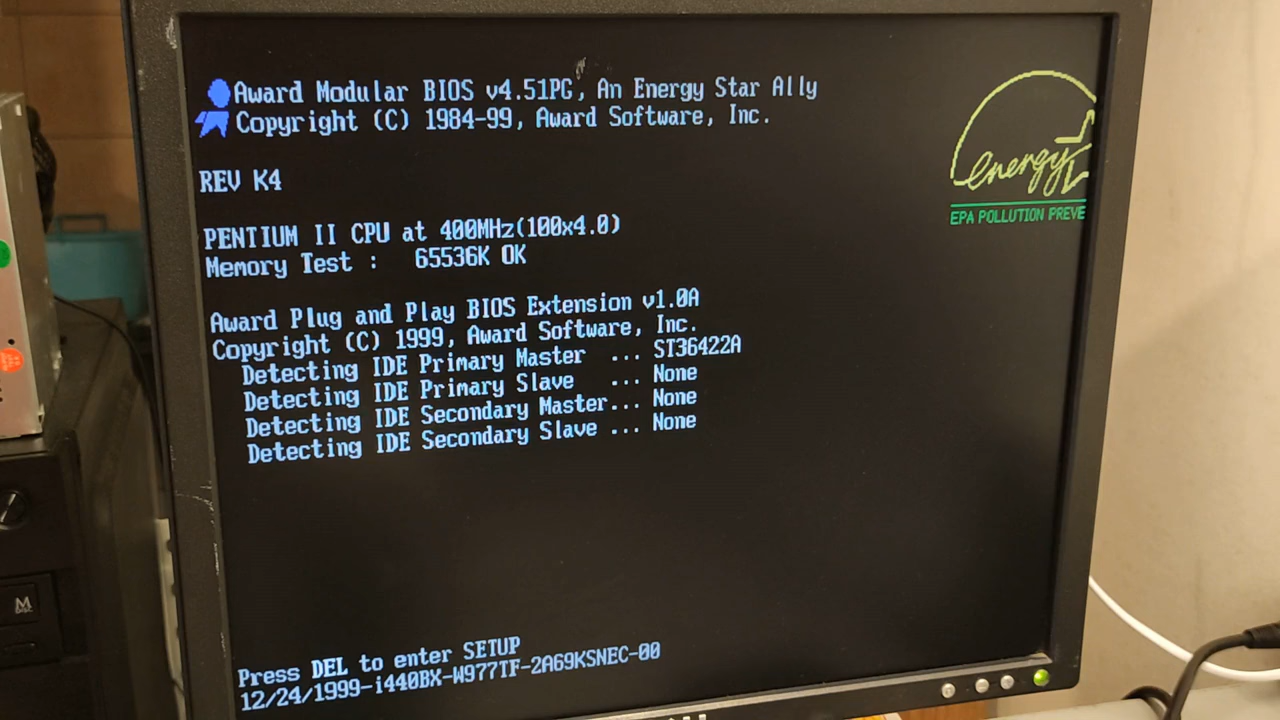 Award Modular BIOS v4.51PG, An Energy Star Ally
Copyright (C) 1984-99, Award Software, Inc.
energy
EPA POLLUTION PREVE
REV K4
PENTIUM II CPU at 400MHz(100x4.0)
Memory Test : 65536K OK
Award Plug and Play BIOS Extension v1.0A
Copyright (C) 1999, Award Software, Inc.
Detecting IDE Primary Master ... ST36422A
Detecting IDE Primary Slave ... None
Detecting IDE Secondary Master... None
Detecting IDE Secondary Slave ... None
Press DEL to enter SETUP
12/24/1999-i440BX-W977TF-2A69KSNEC-00
M
DISC